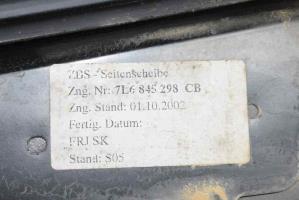 ZBS - Seitenscheibe
Zng. Nr: 7L6 845 298 CB
Zng. Stand: 01.10.2002
Fertig. Datum:
FRJ SK
Stand: S05